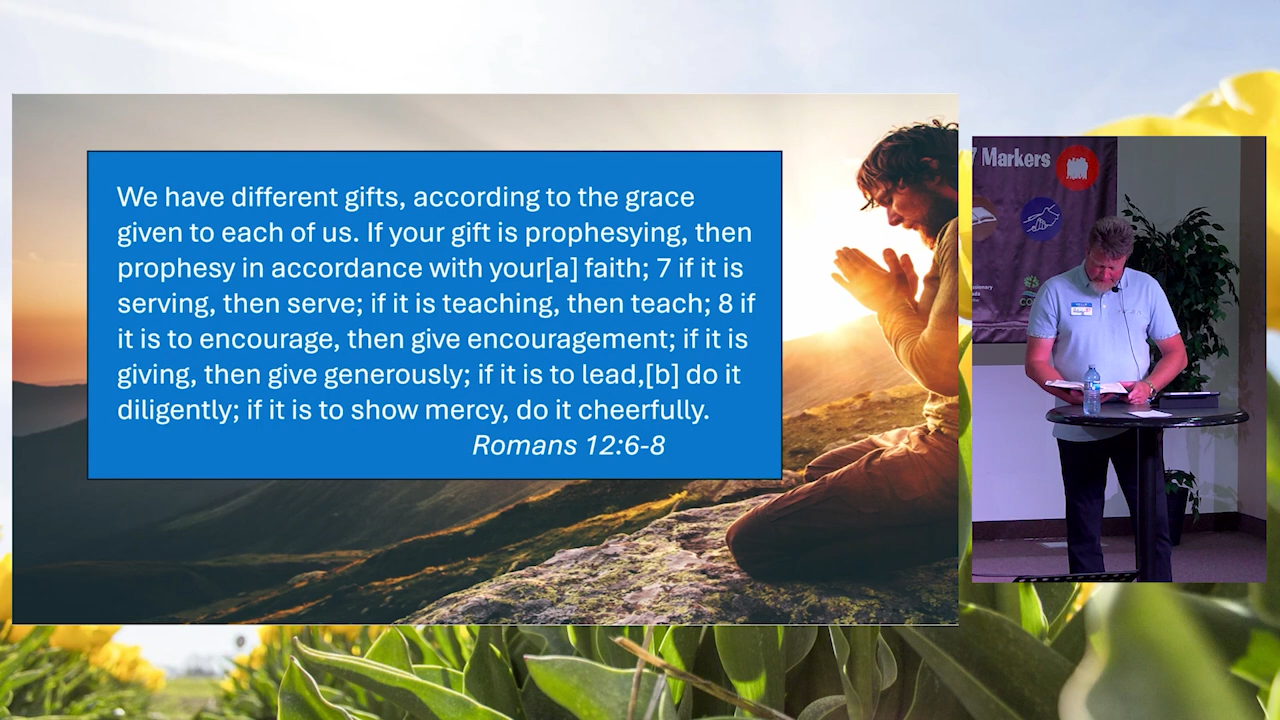 We have different gifts, according to the grace
given to each of us. If your gift is prophesying, then
prophesy in accordance with your[a] faith; 7 if it is
serving, then serve; if it is teaching, then teach; 8 if
it is to encourage, then give encouragement; if it is
giving, then give generously; if it is to lead,[b] do it
diligently; if it is to show mercy, do it cheerfully.
Romans 12:6-8
7 Markers